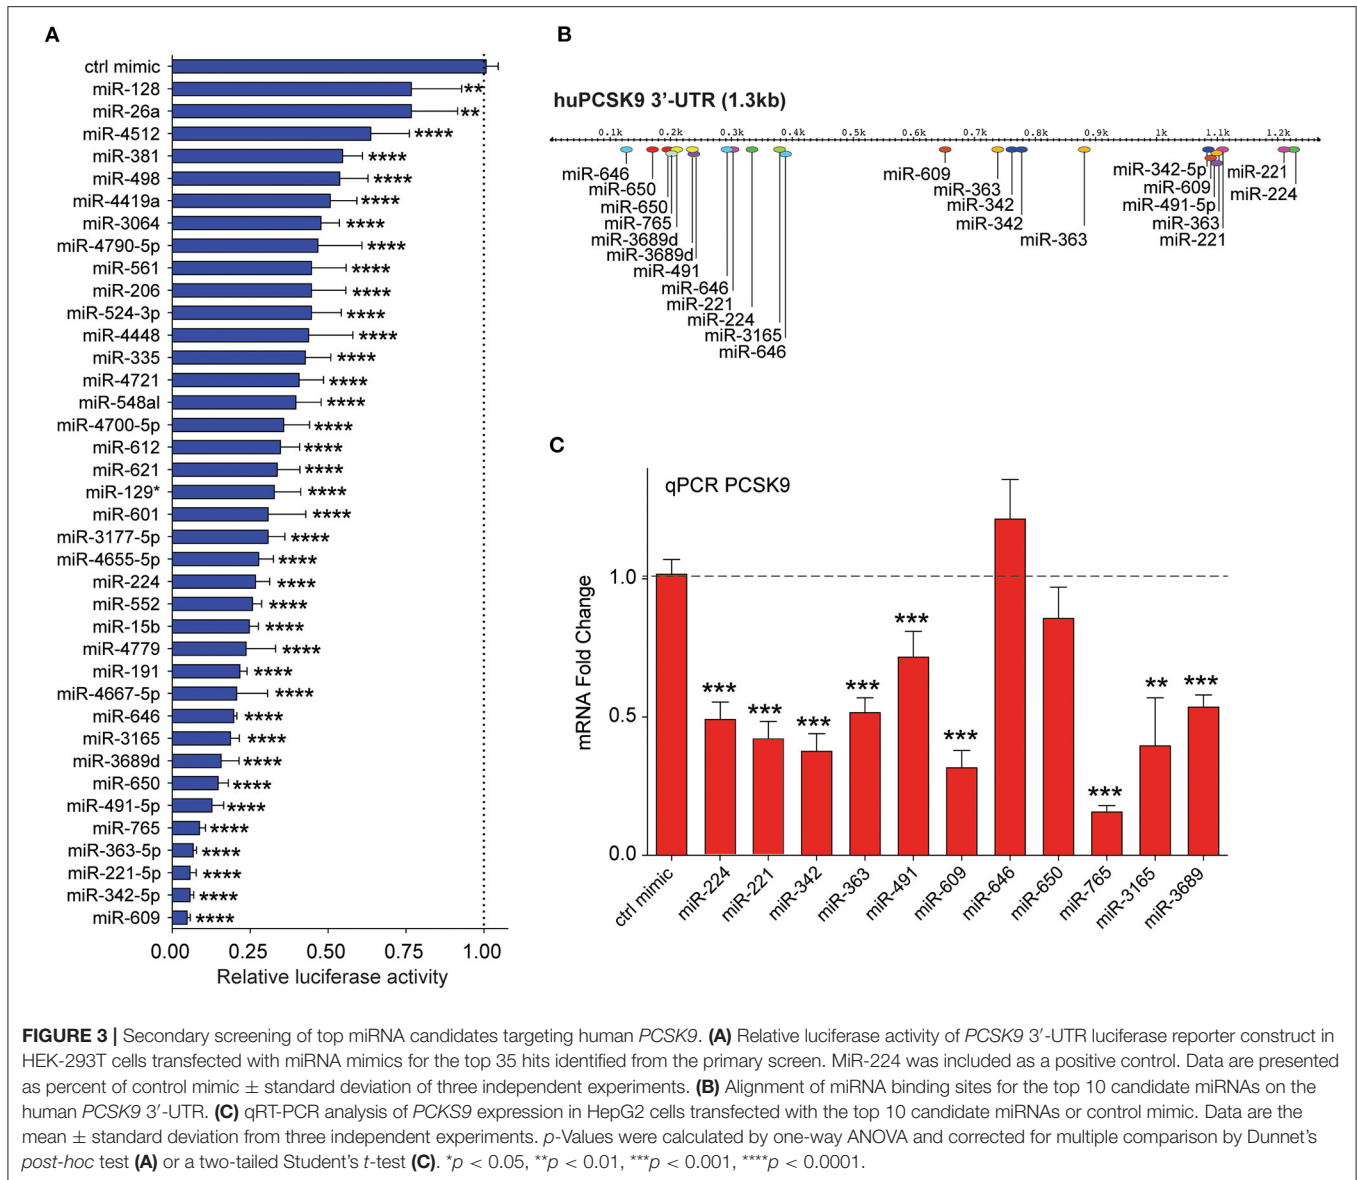 A
ctrl mimic
miR-128
**
miR-26a
**
miR-4512
****
miR-381
****
miR-498
****
miR-4419a
****
miR-3064
****
miR-4790-5p
****
miR-561
****
miR-206
****
miR-524-3p
****
miR-4448
****
miR-335
****
miR-4721
****
miR-548al
****
miR-4700-5p
****
miR-612
****
miR-621
****
miR-129*
****
miR-601
****
miR-3177-5p
****
miR-4655-5p
****
miR-224
****
miR-552
****
miR-15b
****
miR-4779
****
miR-191
****
miR-4667-5p
****
miR-646
****
miR-3165
****
miR-3689d
****
miR-650
****
miR-491-5p
****
miR-765
****
miR-363-5p
****
miR-221-5p
****
miR-342-5p
****
miR-609
****
0.00 0.25 0.50 0.75 1.00
Relative luciferase activity
B
huPCSK9 3’-UTR (1.3kb)
0.1k 0.2k 0.3k 0.4k 0.5k 0.6k 0.7k 0.8k 0.9k 1k 1.1k 1.2k
miR-646
miR-650
miR-650
miR-765
miR-3689d
miR-3689d
miR-491
miR-646
miR-221
miR-224
miR-3165
miR-646
miR-609
miR-363
miR-342
miR-342
miR-363
miR-342-5p
miR-609
miR-491-5p
miR-363
miR-221
miR-221
miR-224
C
qPCR PCSK9
mRNA Fold Change
1.0
0.5
0.0
***
***
***
***
***
***
***
**
***
ctrl mimic
miR-224
miR-221
miR-342
miR-363
miR-491
miR-609
miR-646
miR-650
miR-765
miR-3165
miR-3689
FIGURE 3 | Secondary screening of top miRNA candidates targeting human PCSK9. (A) Relative luciferase activity of PCSK9 3′-UTR luciferase reporter construct in
HEK-293T cells transfected with miRNA mimics for the top 35 hits identified from the primary screen. MiR-224 was included as a positive control. Data are presented
as percent of control mimic ± standard deviation of three independent experiments. (B) Alignment of miRNA binding sites for the top 10 candidate miRNAs on the
human PCSK9 3′-UTR. (C) qRT-PCR analysis of PCKS9 expression in HepG2 cells transfected with the top 10 candidate miRNAs or control mimic. Data are the
mean ± standard deviation from three independent experiments. p-Values were calculated by one-way ANOVA and corrected for multiple comparison by Dunnet’s
post-hoc test (A) or a two-tailed Student’s t-test (C). *p < 0.05, **p < 0.01, ***p < 0.001, ****p < 0.0001.